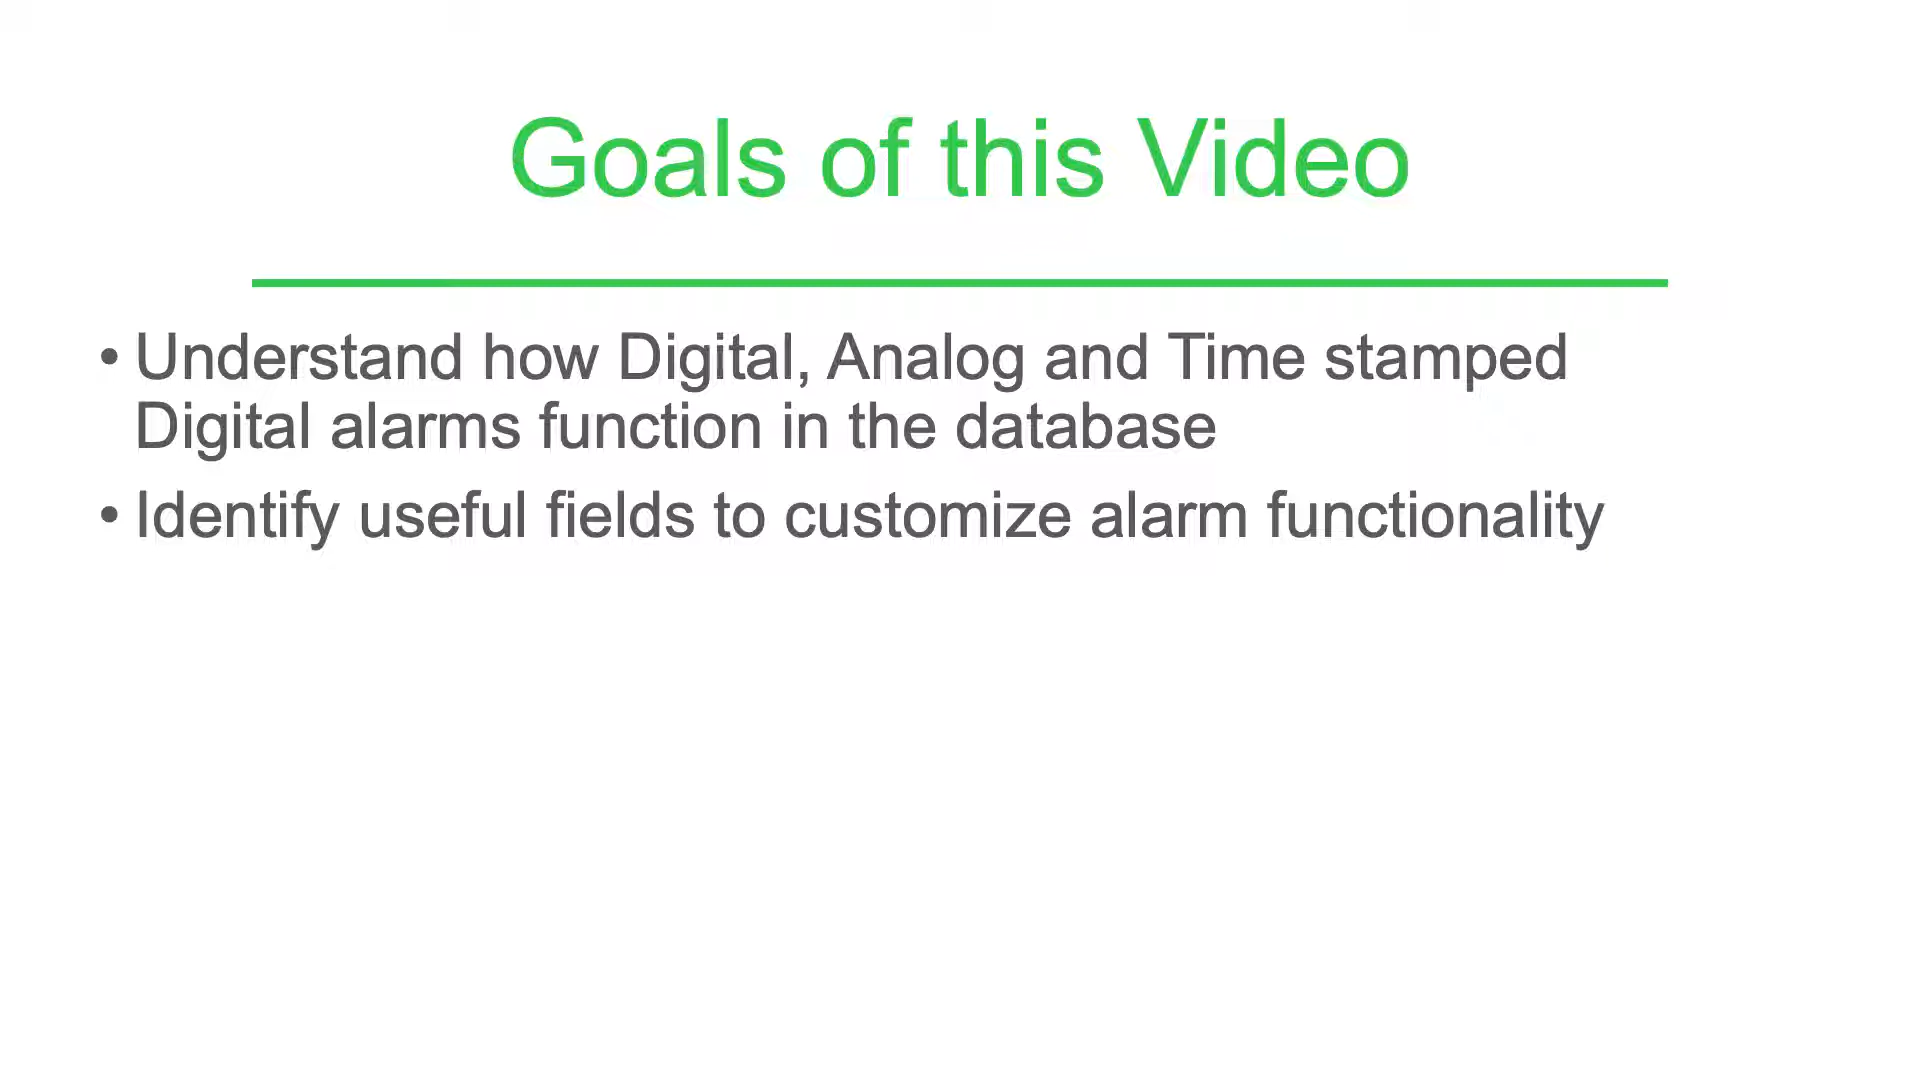 Goals of this Video
• Understand how Digital, Analog and Time stamped
Digital alarms function in the database
• Identify useful fields to customize alarm functionality